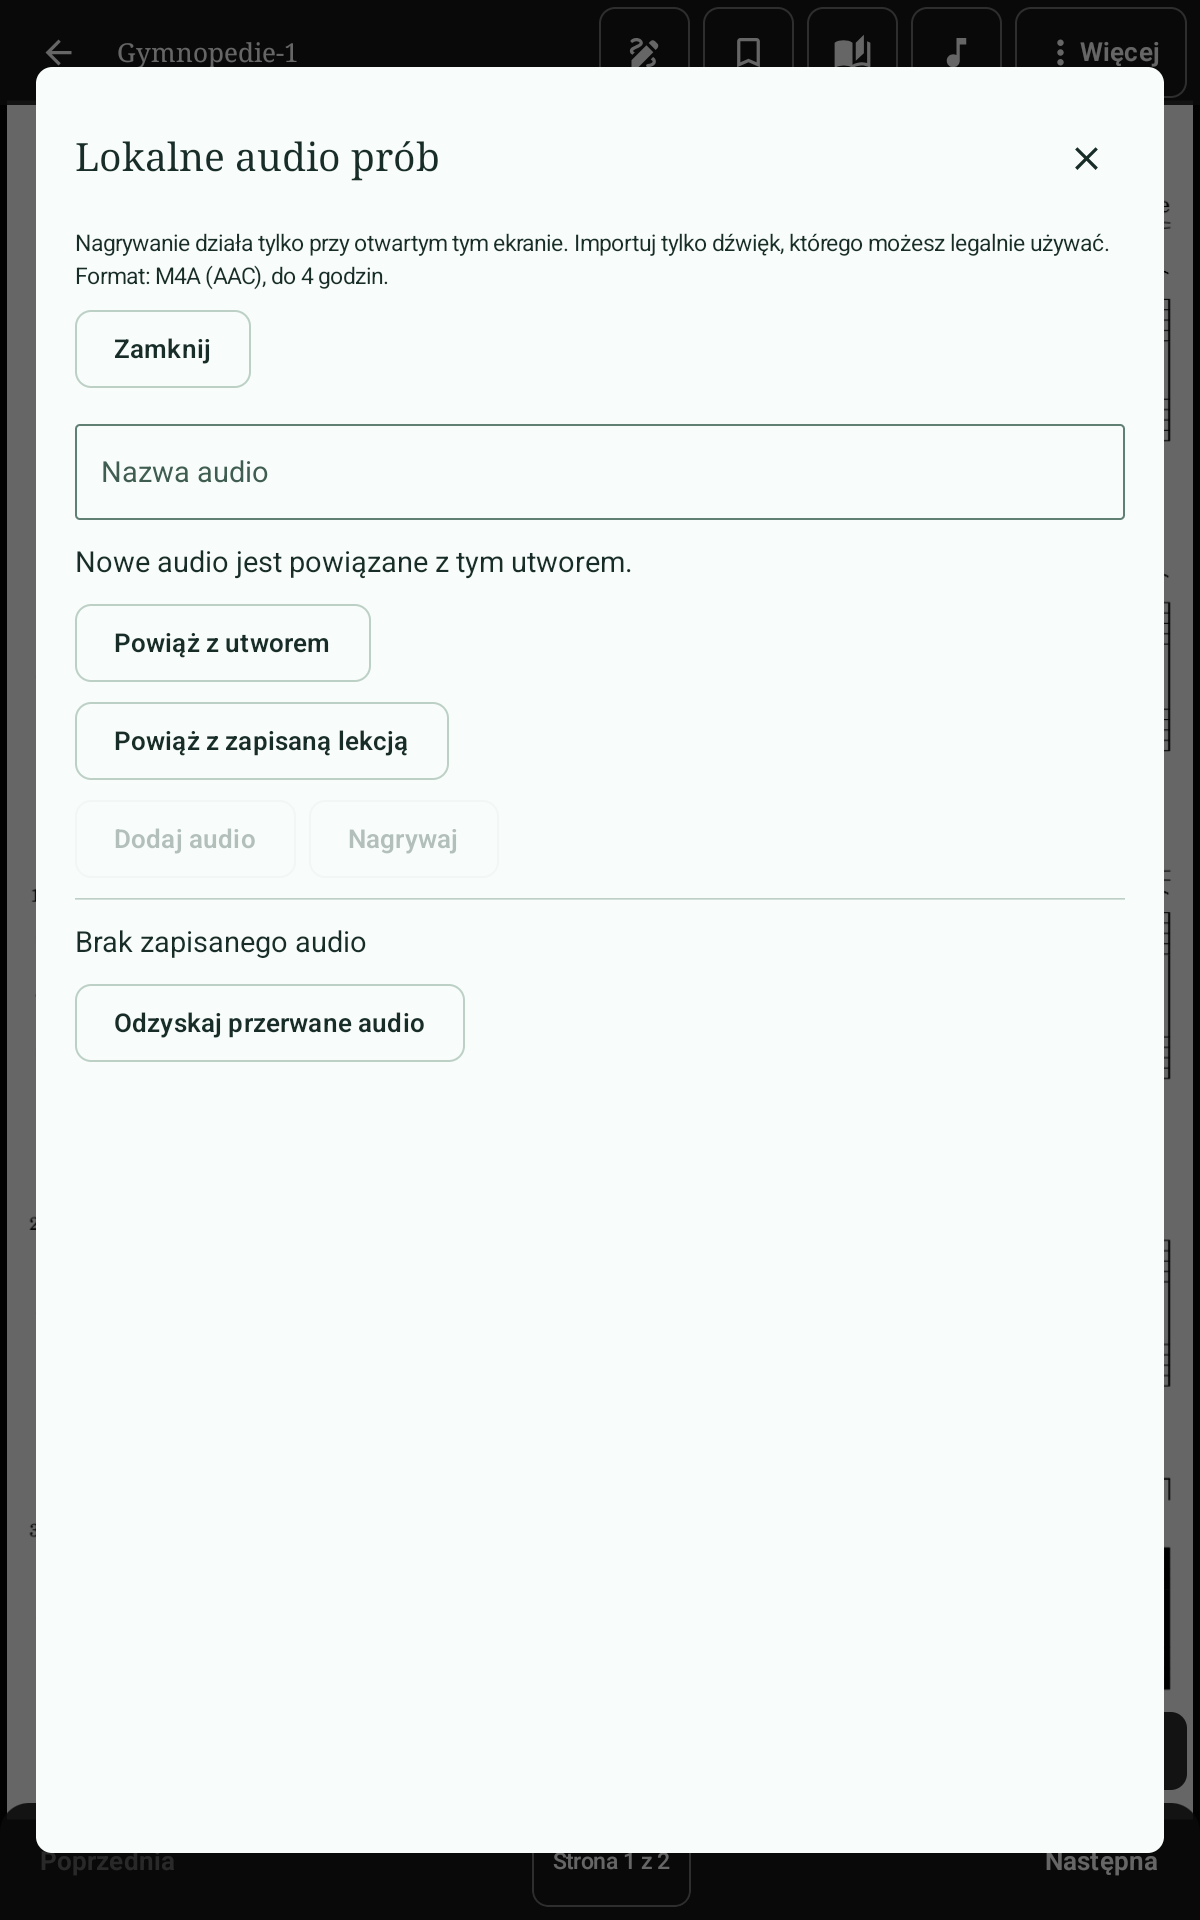 Gymnopedie-1
Więcej
Lokalne audio prób
Nagrywanie działa tylko przy otwartym tym ekranie. Importuj tylko dźwięk, którego możesz legalnie używać.
Format: M4A (AAC), do 4 godzin.
Zamknij
Nazwa audio
Nowe audio jest powiązane z tym utworem.
Powiąż z utworem
Powiąż z zapisaną lekcją
Dodaj audio
Nagrywaj
Brak zapisanego audio
Odzyskaj przerwane audio
Poprzednia
Strona 1 z 2
Następna